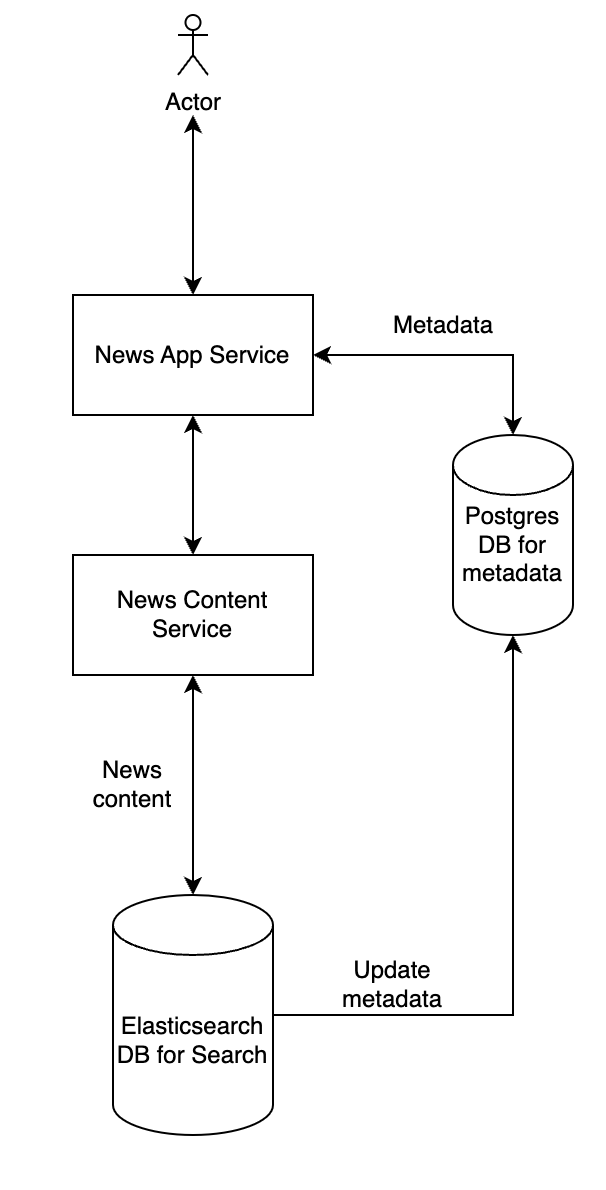 Actor
News App Service
Metadata
Postgres
DB for
metadata
News Content
Service
News
content
Update
metadata
Elasticsearch
DB for Search